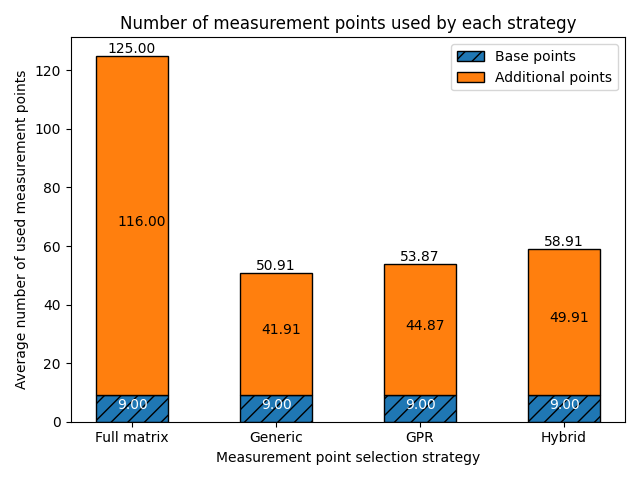 Number of measurement points used by each strategy
Base points
Additional points
Average number of used measurement points
120
100
80
60
40
20
0
125.00
116.00
9.00
50.91
41.91
9.00
53.87
44.87
9.00
58.91
49.91
9.00
Full matrix
Generic
GPR
Hybrid
Measurement point selection strategy